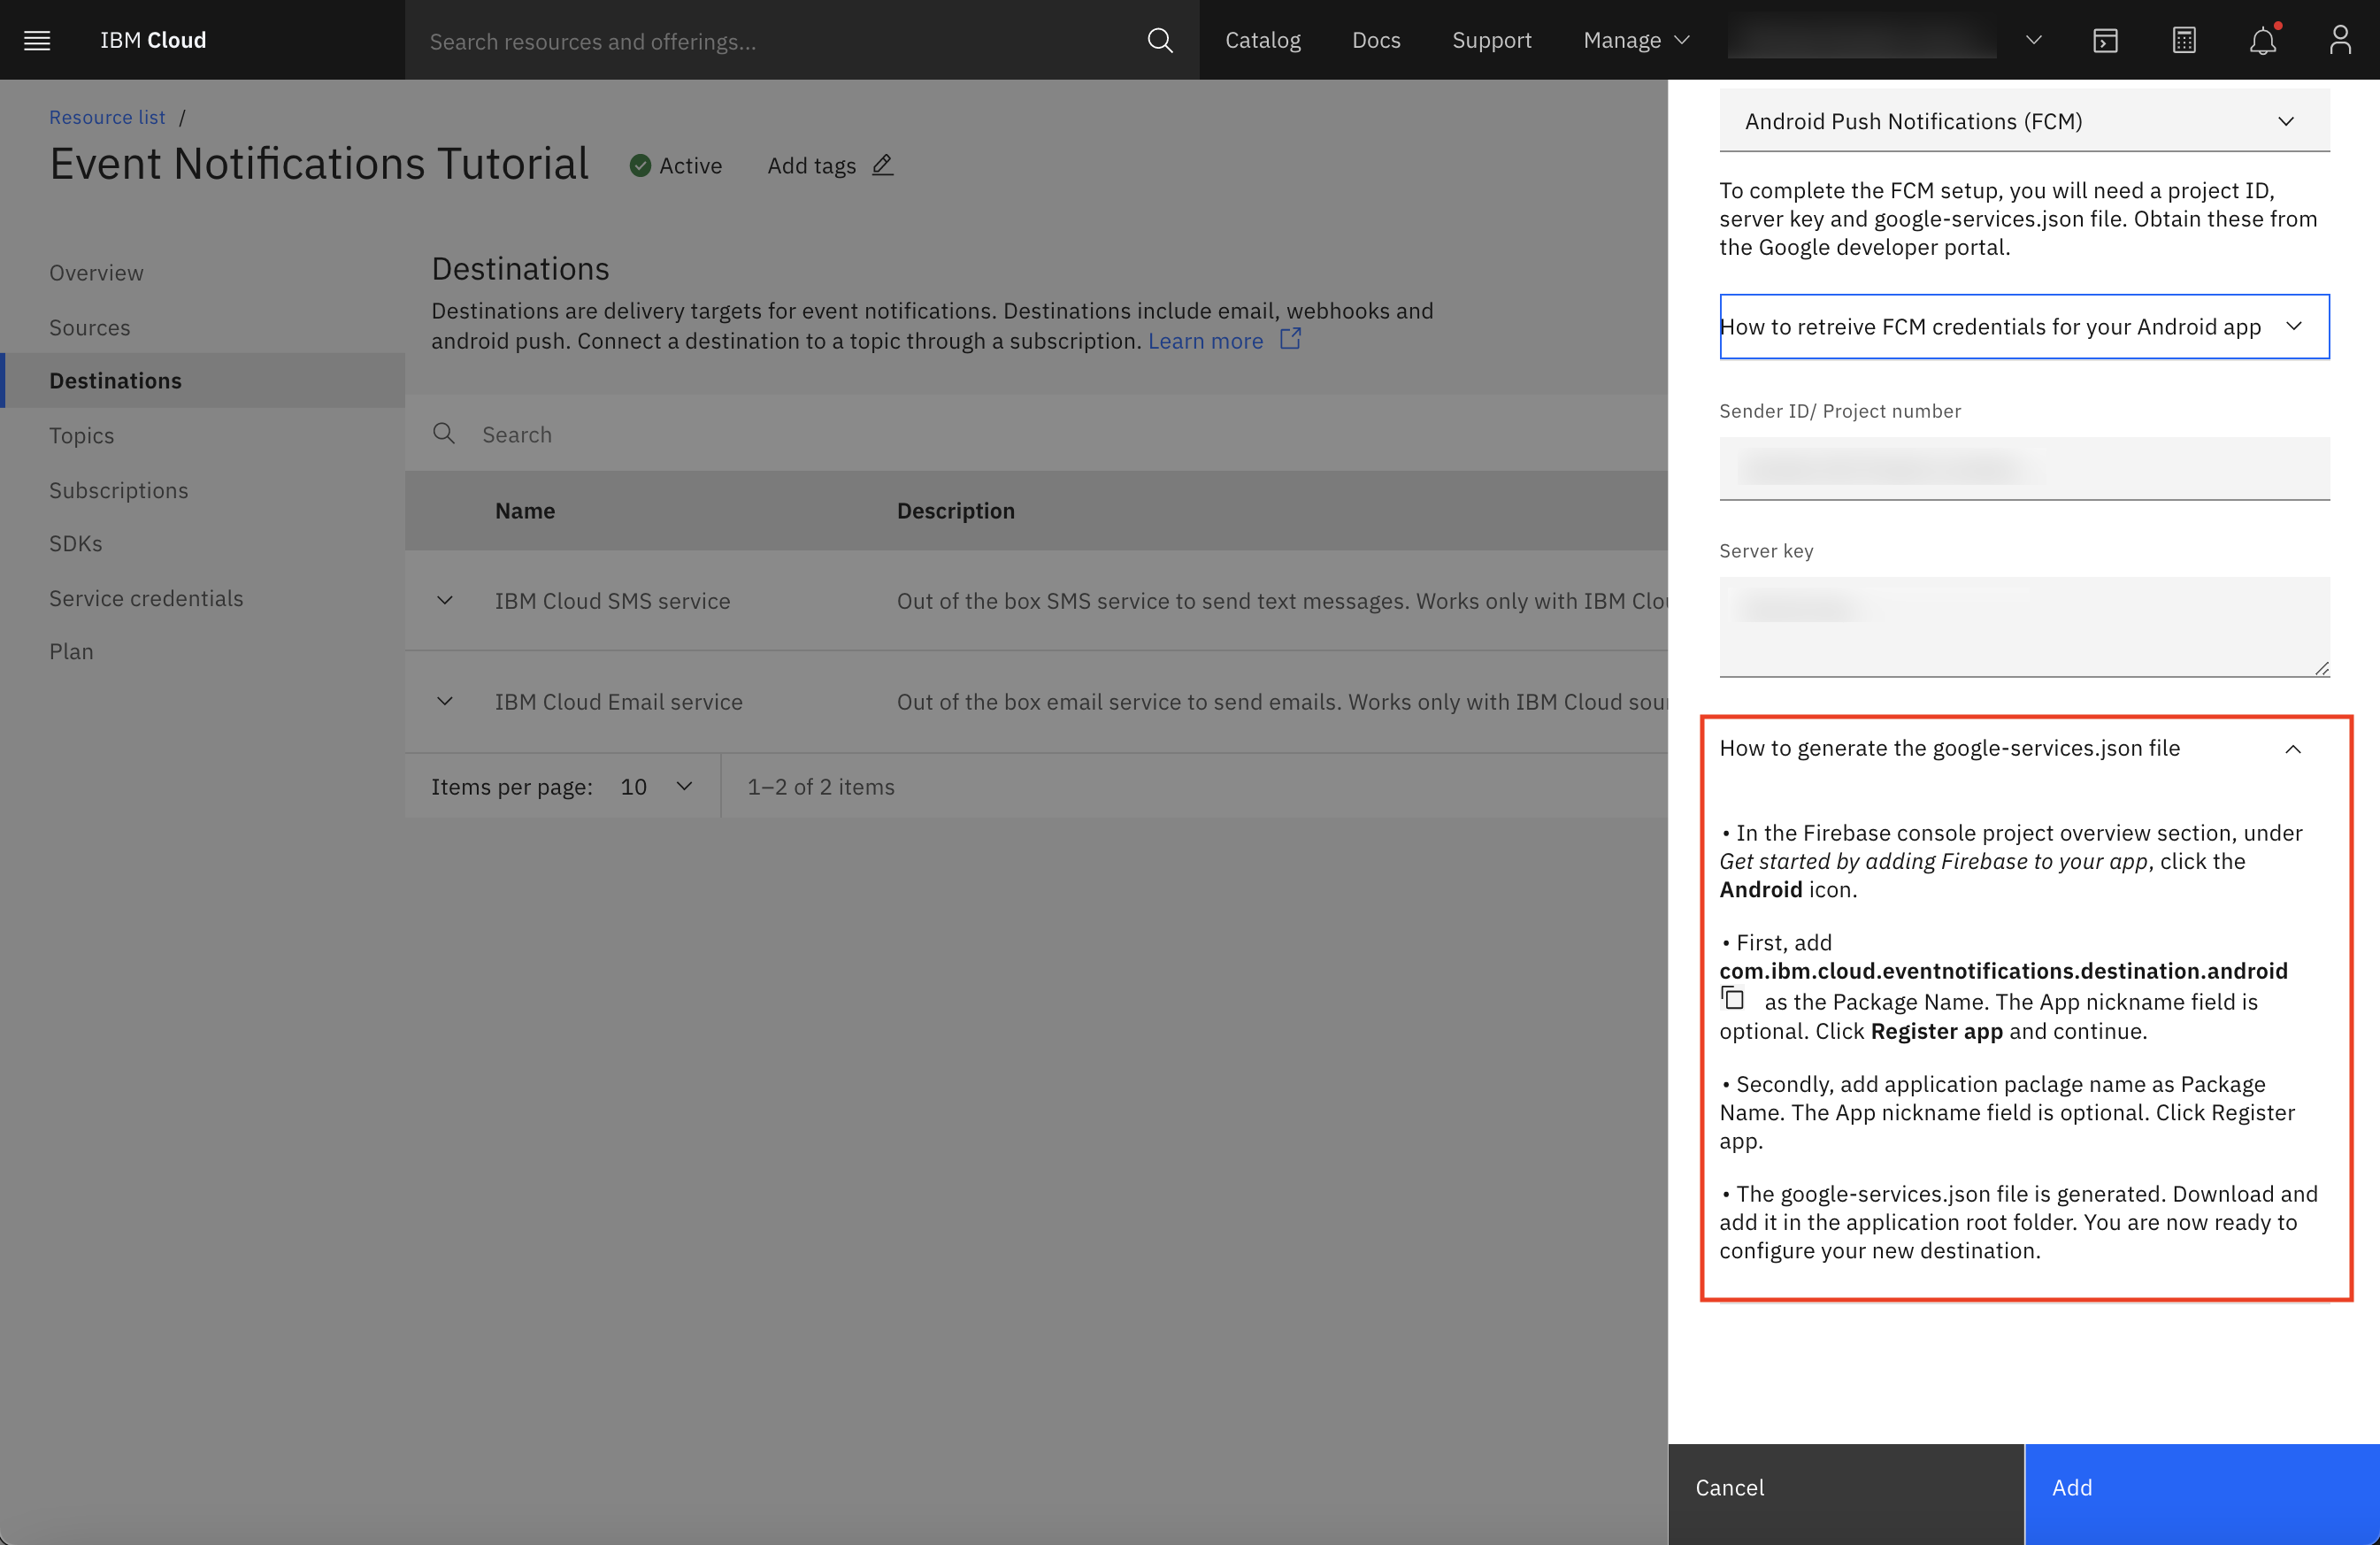 IBM Cloud
Search resources and offerings...
Catalog
Docs
Support
Manage
Resource list /
Event Notifications Tutorial
Active
Add tags
Overview
Sources
Destinations
Topics
Subscriptions
SDKs
Service credentials
Plan
Destinations
Destinations are delivery targets for event notifications. Destinations include email, webhooks and
android push. Connect a destination to a topic through a subscription. Learn more
Search
Name
Description
IBM Cloud SMS service
Out of the box SMS service to send text messages. Works only with IBM Clou
IBM Cloud Email service
Out of the box email service to send emails. Works only with IBM Cloud sou
Items per page: 10
1–2 of 2 items
Android Push Notifications (FCM)
To complete the FCM setup, you will need a project ID,
server key and google-services.json file. Obtain these from
the Google developer portal.
How to retreive FCM credentials for your Android app
Sender ID/ Project number
Server key
How to generate the google-services.json file
• In the Firebase console project overview section, under
Get started by adding Firebase to your app, click the
Android icon.
• First, add
com.ibm.cloud.eventnotifications.destination.android
as the Package Name. The App nickname field is
optional. Click Register app and continue.
• Secondly, add application paclage name as Package
Name. The App nickname field is optional. Click Register
app.
• The google-services.json file is generated. Download and
add it in the application root folder. You are now ready to
configure your new destination.
Cancel
Add